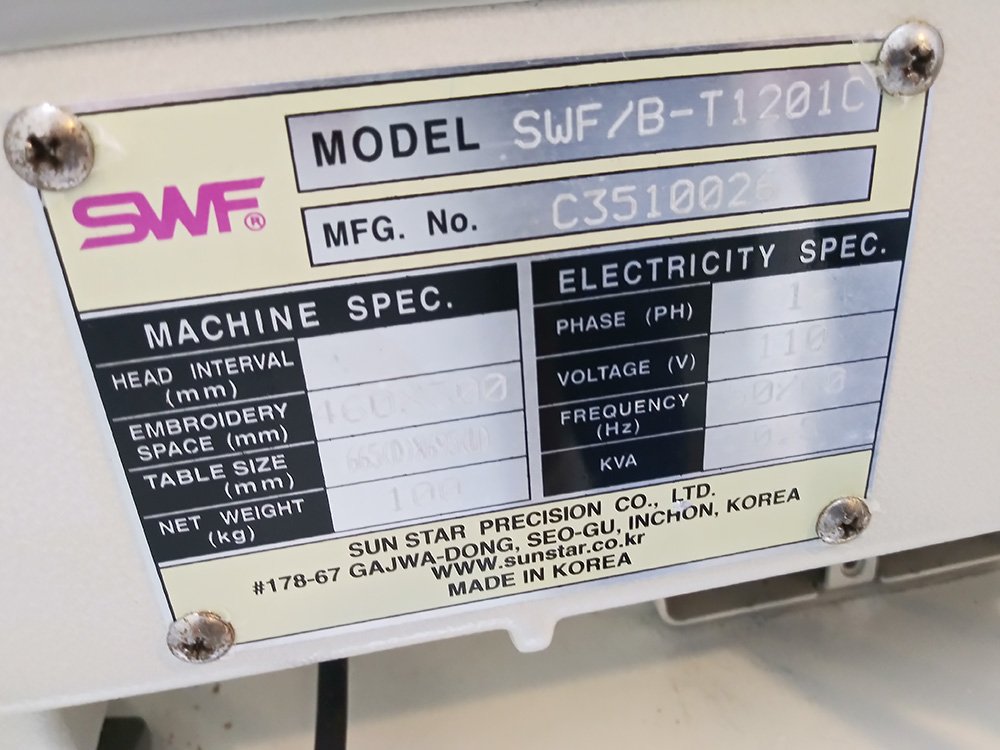 SWF®
MODEL SWF/B-T1201C
MFG. No.
MACHINE SPEC.
HEAD INTERVAL
(mm)
EMBROIDERY
SPACE (mm)
TABLE SIZE
(mm)
NET WEIGHT
(kg)
100
ELECTRICITY SPEC.
PHASE (PH) 1
VOLTAGE (V) 110
FREQUENCY
(Hz)
KVA
SUN STAR PRECISION CO., LTD.
#178-67 GAJWA-DONG, SEO-GU, INCHON, KOREA
WWW.sunstar.co.kr
MADE IN KOREA